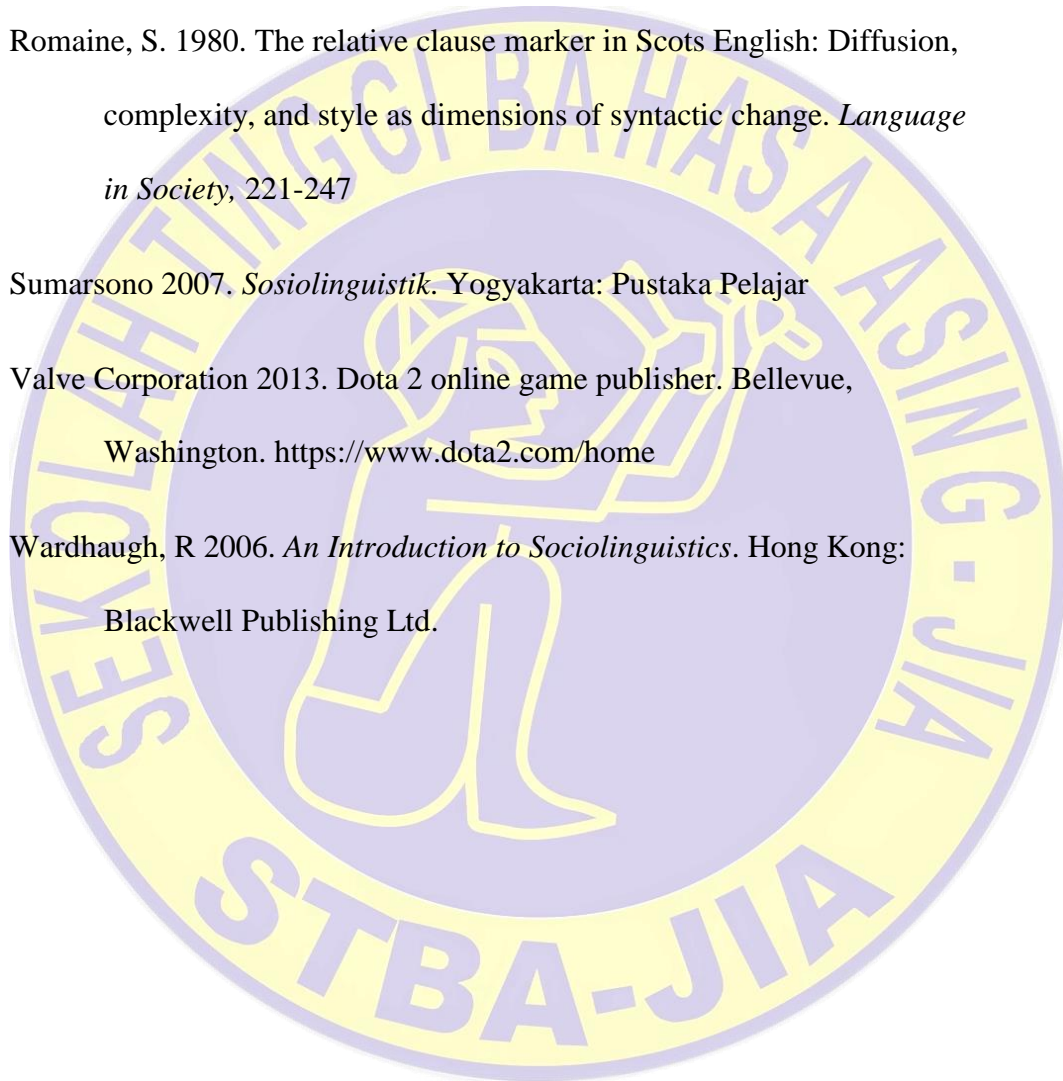 Romaine, S. 1980. The relative clause marker in Scots English: Diffusion,
complexity, and style as dimensions of syntactic change. Language
in Society, 221-247
Sumarsono 2007. Sosiolinguistik. Yogyakarta: Pustaka Pelajar
Valve Corporation 2013. Dota 2 online game publisher. Bellevue,
Washington. https://www.dota2.com/home
Wardhaugh, R 2006. An Introduction to Sociolinguistics. Hong Kong:
Blackwell Publishing Ltd.
SEKOLAH TINGGI BAHASA ASING - JIA
STBA-JIA